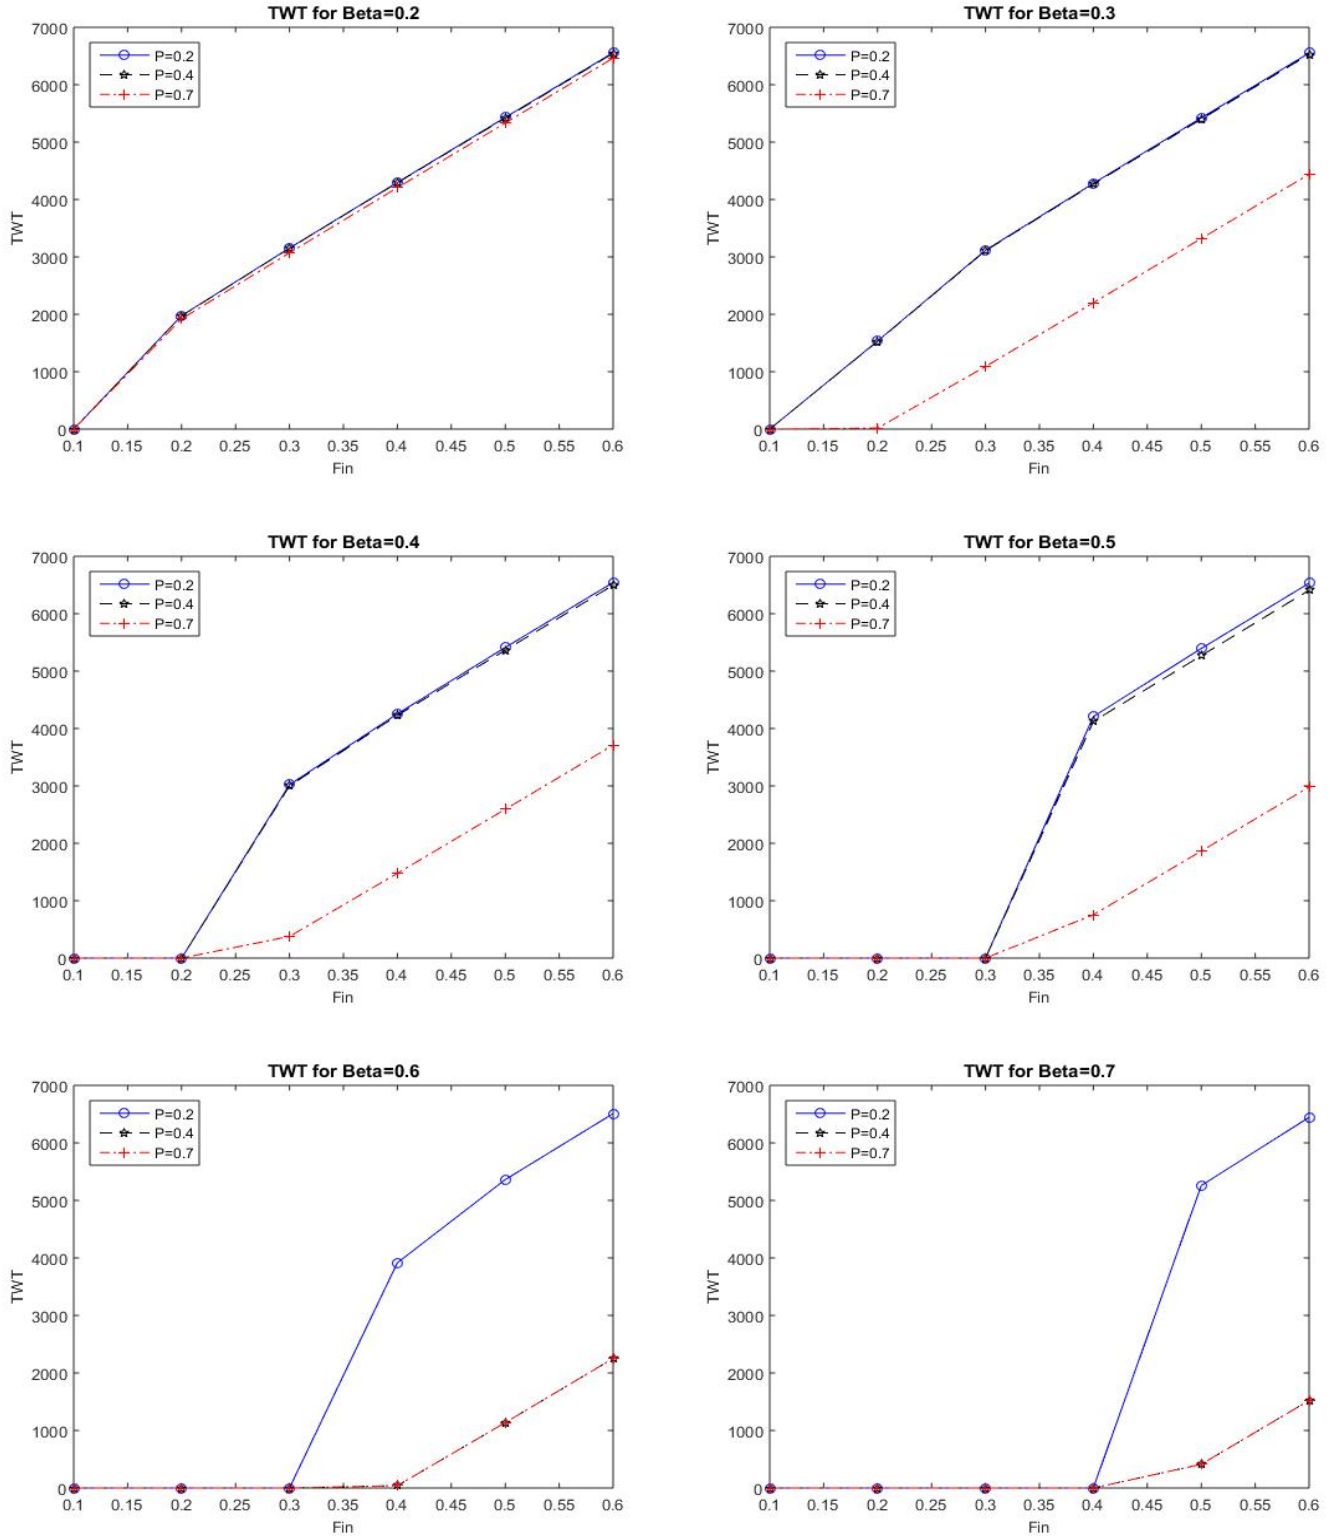 TWT for Beta=0.2
7000
6000
5000
4000
3000
2000
1000
0
TWT
P=0.2
P=0.4
P=0.7
0.1 0.15 0.2 0.25 0.3 0.35 0.4 0.45 0.5 0.55 0.6
Fin
TWT for Beta=0.3
7000
6000
5000
4000
3000
2000
1000
0
TWT
P=0.2
P=0.4
P=0.7
0.1 0.15 0.2 0.25 0.3 0.35 0.4 0.45 0.5 0.55 0.6
Fin
TWT for Beta=0.4
7000
6000
5000
4000
3000
2000
1000
0
TWT
P=0.2
P=0.4
P=0.7
0.1 0.15 0.2 0.25 0.3 0.35 0.4 0.45 0.5 0.55 0.6
Fin
TWT for Beta=0.5
7000
6000
5000
4000
3000
2000
1000
0
TWT
P=0.2
P=0.4
P=0.7
0.1 0.15 0.2 0.25 0.3 0.35 0.4 0.45 0.5 0.55 0.6
Fin
TWT for Beta=0.6
7000
6000
5000
4000
3000
2000
1000
0
TWT
P=0.2
P=0.4
P=0.7
0.1 0.15 0.2 0.25 0.3 0.35 0.4 0.45 0.5 0.55 0.6
Fin
TWT for Beta=0.7
7000
6000
5000
4000
3000
2000
1000
0
TWT
P=0.2
P=0.4
P=0.7
0.1 0.15 0.2 0.25 0.3 0.35 0.4 0.45 0.5 0.55 0.6
Fin